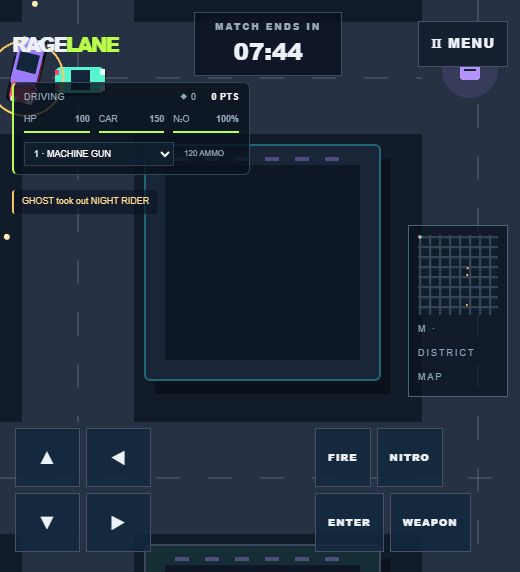 MATCH ENDS IN
07:44
RAGELANE
II MENU
DRIVING ◆ 0 0 PTS
HP 100 CAR 150 N₂O 100%
1 · MACHINE GUN 120 AMMO
GHOST took out NIGHT RIDER
M ·
DISTRICT
MAP
▲ ◀ FIRE NITRO
▼ ▶ ENTER WEAPON